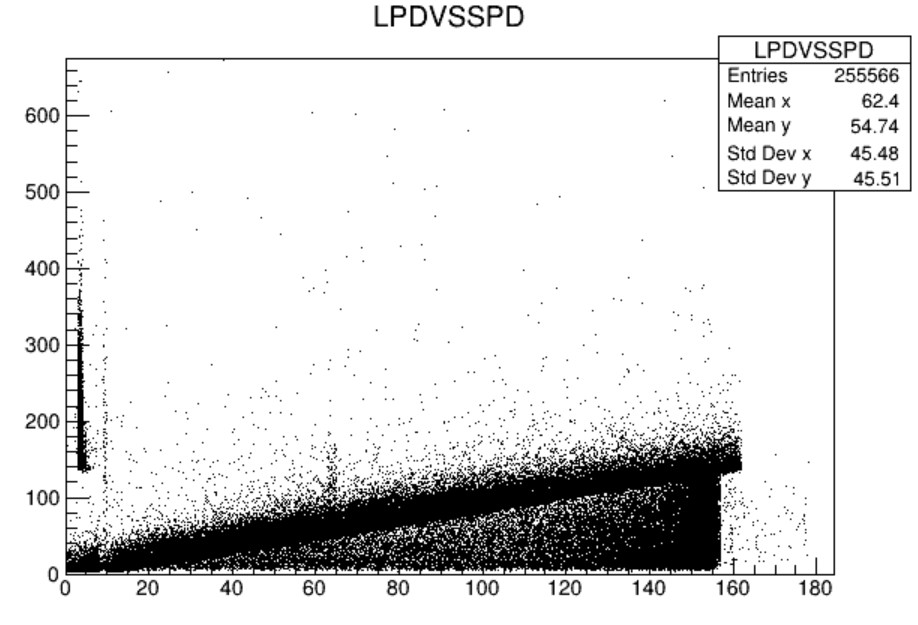 LPDVSSPD
LPDVSSPD
Entries 255566
Mean x 62.4
Mean y 54.74
Std Dev x 45.48
Std Dev y 45.51
600
500
400
300
200
100
0
0 20 40 60 80 100 120 140 160 180